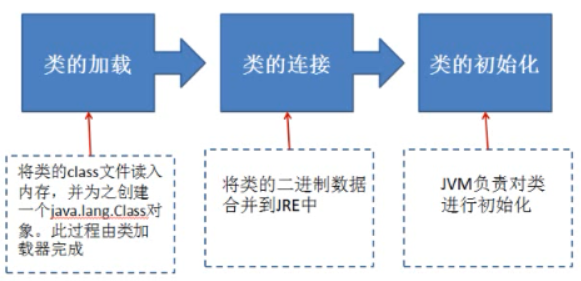 类的加载
类的连接
类的初始化
将类的class文件读入
内存，并为之创建
一个java.lang.Class对
象。此过程由类加
载器完成
将类的二进制数据
合并到JRE中
JVM负责对类
进行初始化